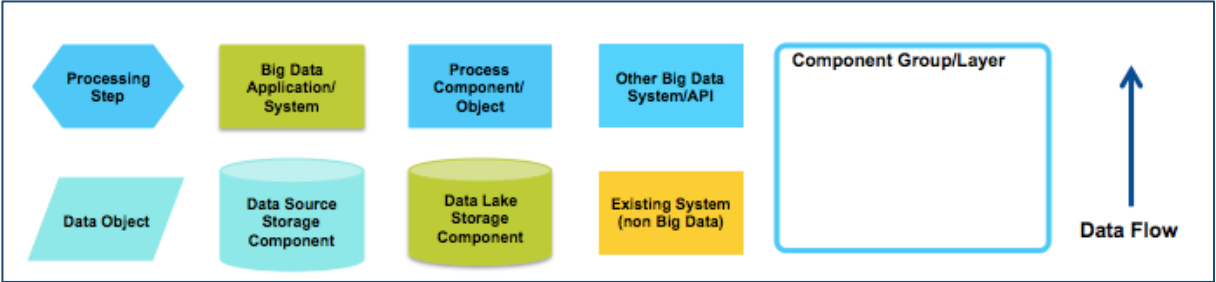 Processing
Step
Big Data
Application/
System
Process
Component/
Object
Other Big Data
System/API
Component Group/Layer
Data Object
Data Source
Storage
Component
Data Lake
Storage
Component
Existing System
(non Big Data)
Data Flow